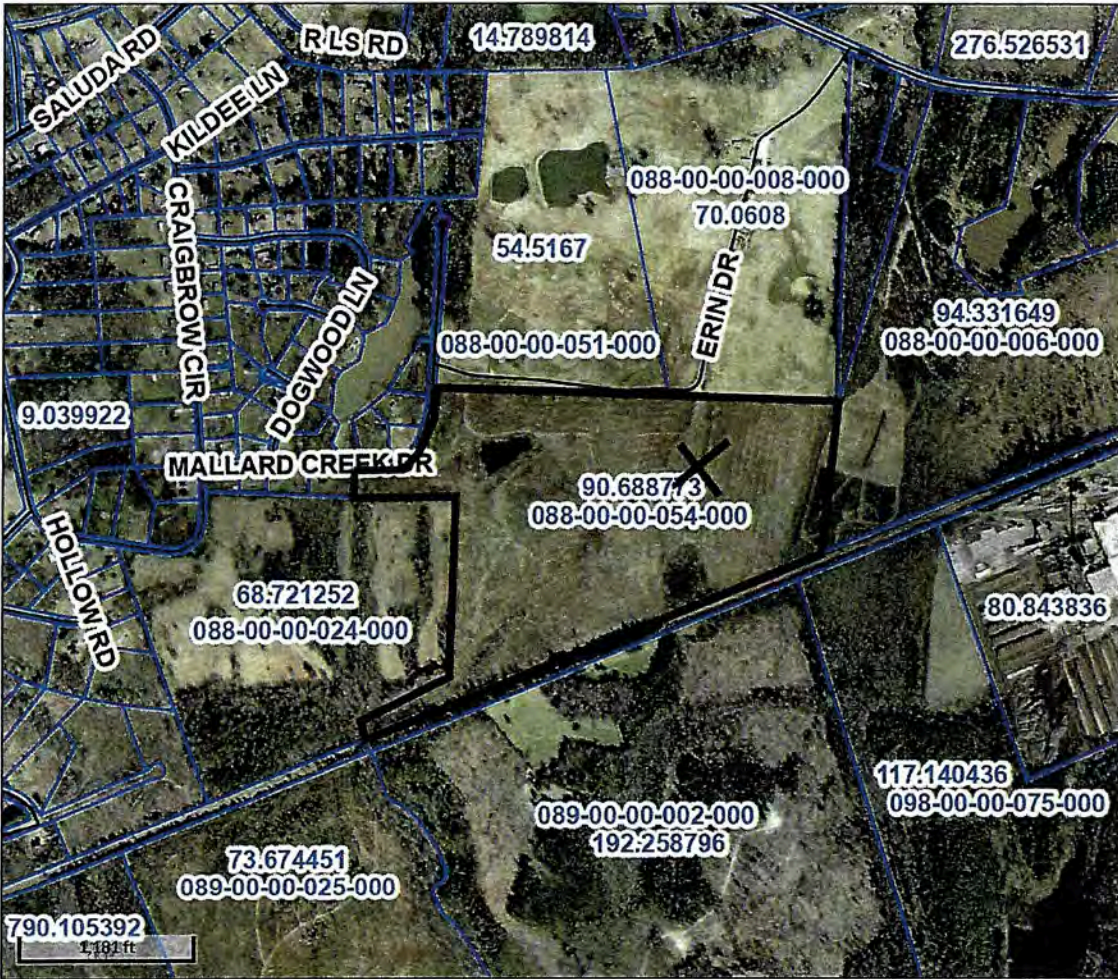 SALUDA RD
R LS RD
14.789814
276.526531
KILDEE LN
088-00-00-008-000
70.0608
CRAIGBROW CIR
54.5167
ERIN DR
94.331649
088-00-00-006-000
DOGWOOD LN
088-00-00-051-000
9.039922
MALLARD CREEK DR
X
90.688773
088-00-00-054-000
HOLLOW RD
68.721252
088-00-00-024-000
80.843836
117.140436
098-00-00-075-000
089-00-00-002-000
192.258796
73.674451
089-00-00-025-000
790.105392
1,181 ft